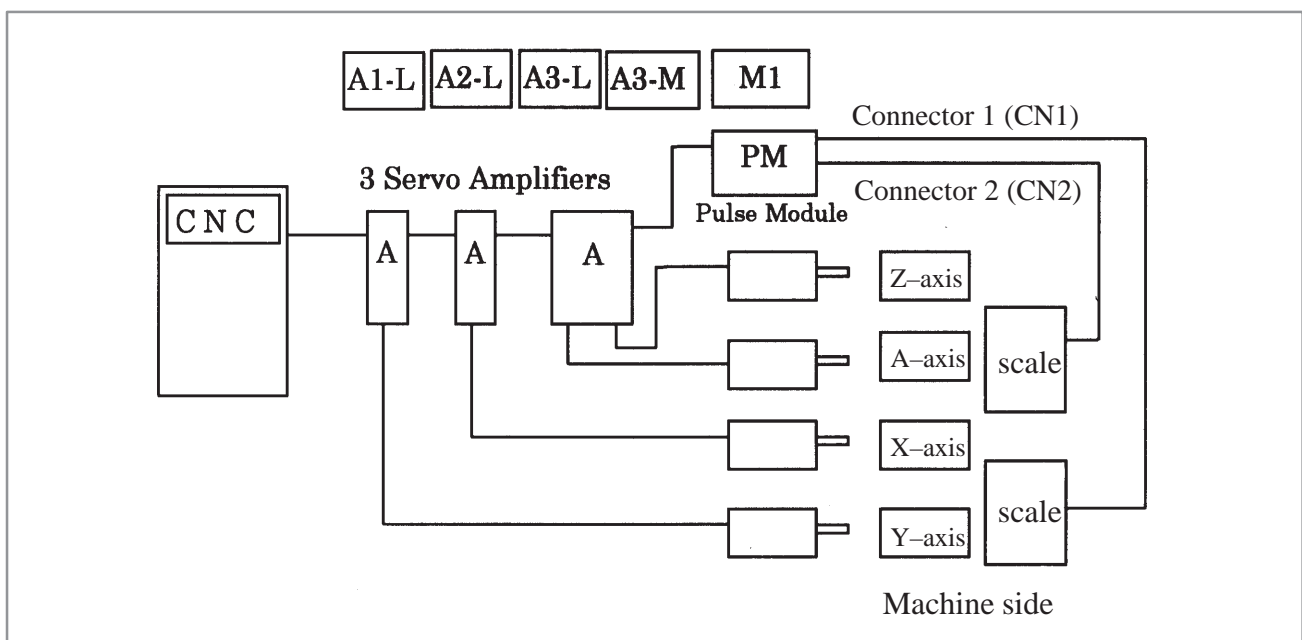 A1-L A2-L A3-L A3-M M1
Connector 1 (CN1)
PM
3 Servo Amplifiers
Connector 2 (CN2)
Pulse Module
C N C
A A A
Z–axis
A–axis
scale
X–axis
scale
Y–axis
Machine side